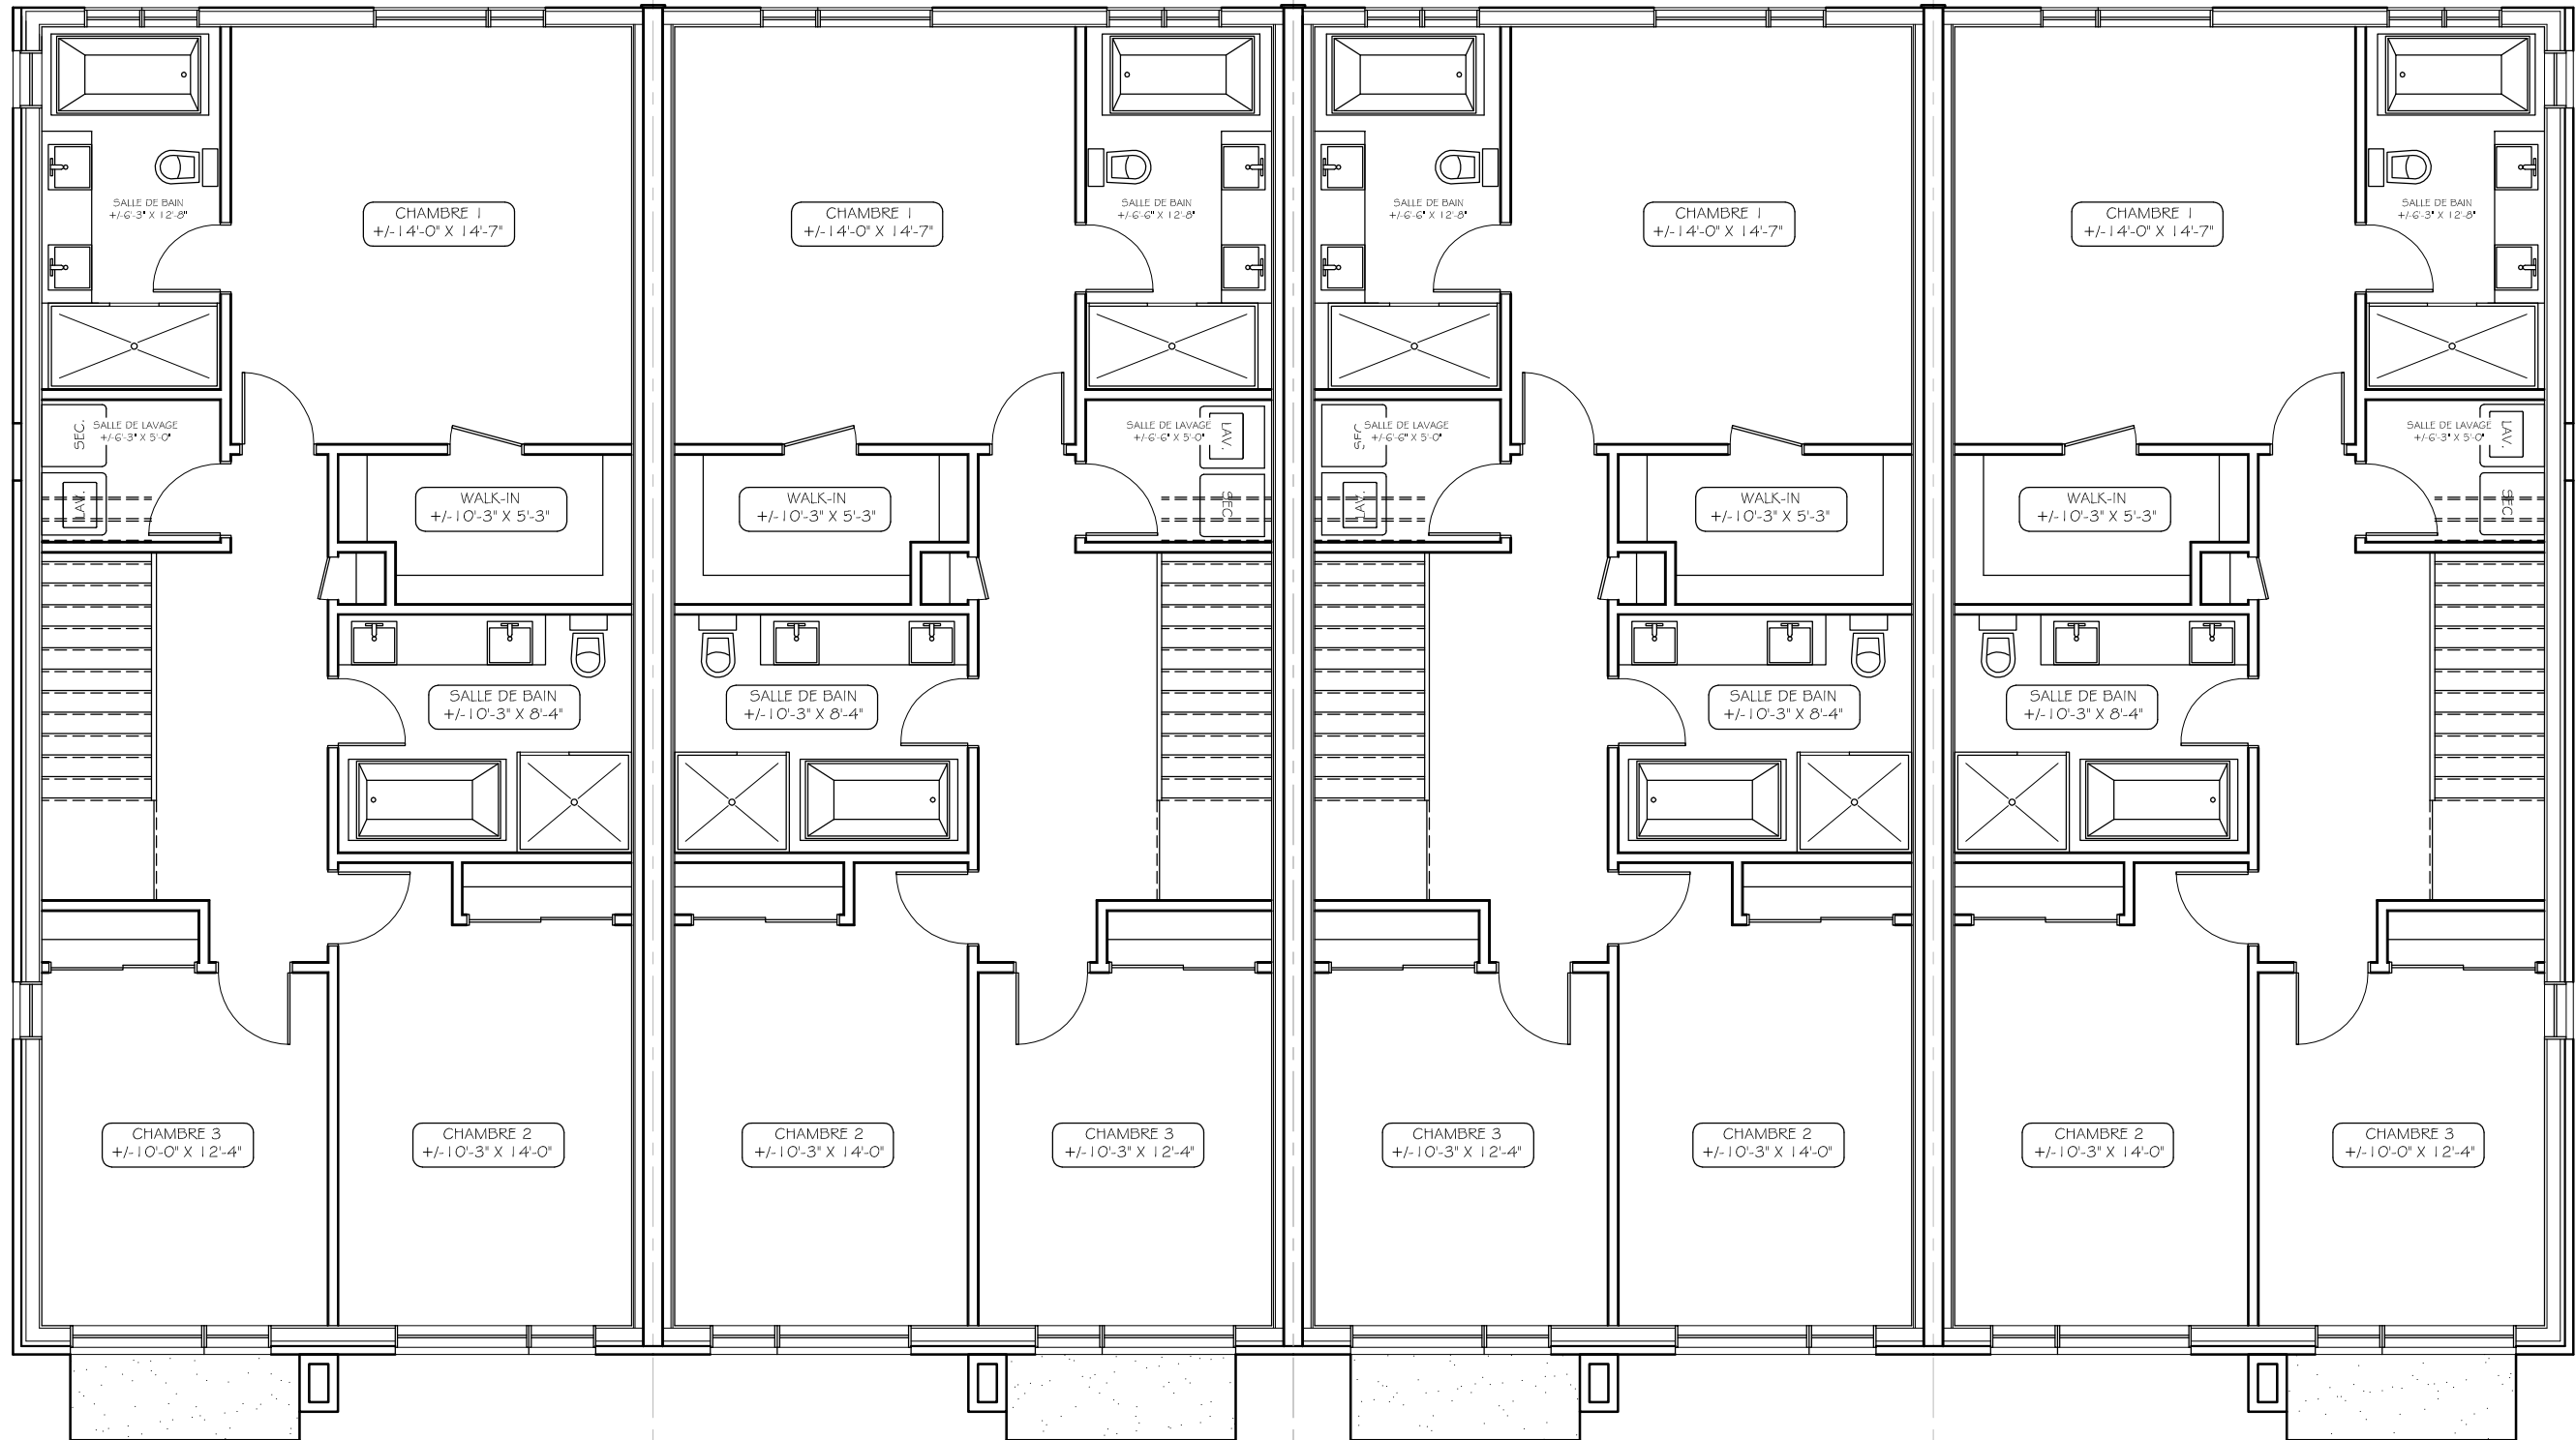 SALLE DE BAIN
+/-6'-3" X 12'-8"
CHAMBRE 1
+/-14'-0" X 14'-7"
CHAMBRE 1
+/-14'-0" X 14'-7"
SALLE DE BAIN
+/-6'-6" X 12'-8"
SALLE DE BAIN
+/-6'-6" X 12'-8"
CHAMBRE 1
+/-14'-0" X 14'-7"
CHAMBRE 1
+/-14'-0" X 14'-7"
SALLE DE BAIN
+/-6'-3" X 12'-8"
SEC.
SALLE DE LAVAGE
+/-6'-3" X 5'-0"
LAV.
SALLE DE LAVAGE
+/-6'-6" X 5'-0"
LAV.
SEC
SEC
SALLE DE LAVAGE
+/-6'-6" X 5'-0"
LAV.
SALLE DE LAVAGE
+/-6'-3" X 5'-0"
LAV.
SEC
WALK-IN
+/-10'-3" X 5'-3"
WALK-IN
+/-10'-3" X 5'-3"
WALK-IN
+/-10'-3" X 5'-3"
WALK-IN
+/-10'-3" X 5'-3"
SALLE DE BAIN
+/-10'-3" X 8'-4"
SALLE DE BAIN
+/-10'-3" X 8'-4"
SALLE DE BAIN
+/-10'-3" X 8'-4"
SALLE DE BAIN
+/-10'-3" X 8'-4"
CHAMBRE 3
+/-10'-0" X 12'-4"
CHAMBRE 2
+/-10'-3" X 14'-0"
CHAMBRE 2
+/-10'-3" X 14'-0"
CHAMBRE 3
+/-10'-3" X 12'-4"
CHAMBRE 3
+/-10'-3" X 12'-4"
CHAMBRE 2
+/-10'-3" X 14'-0"
CHAMBRE 2
+/-10'-3" X 14'-0"
CHAMBRE 3
+/-10'-0" X 12'-4"